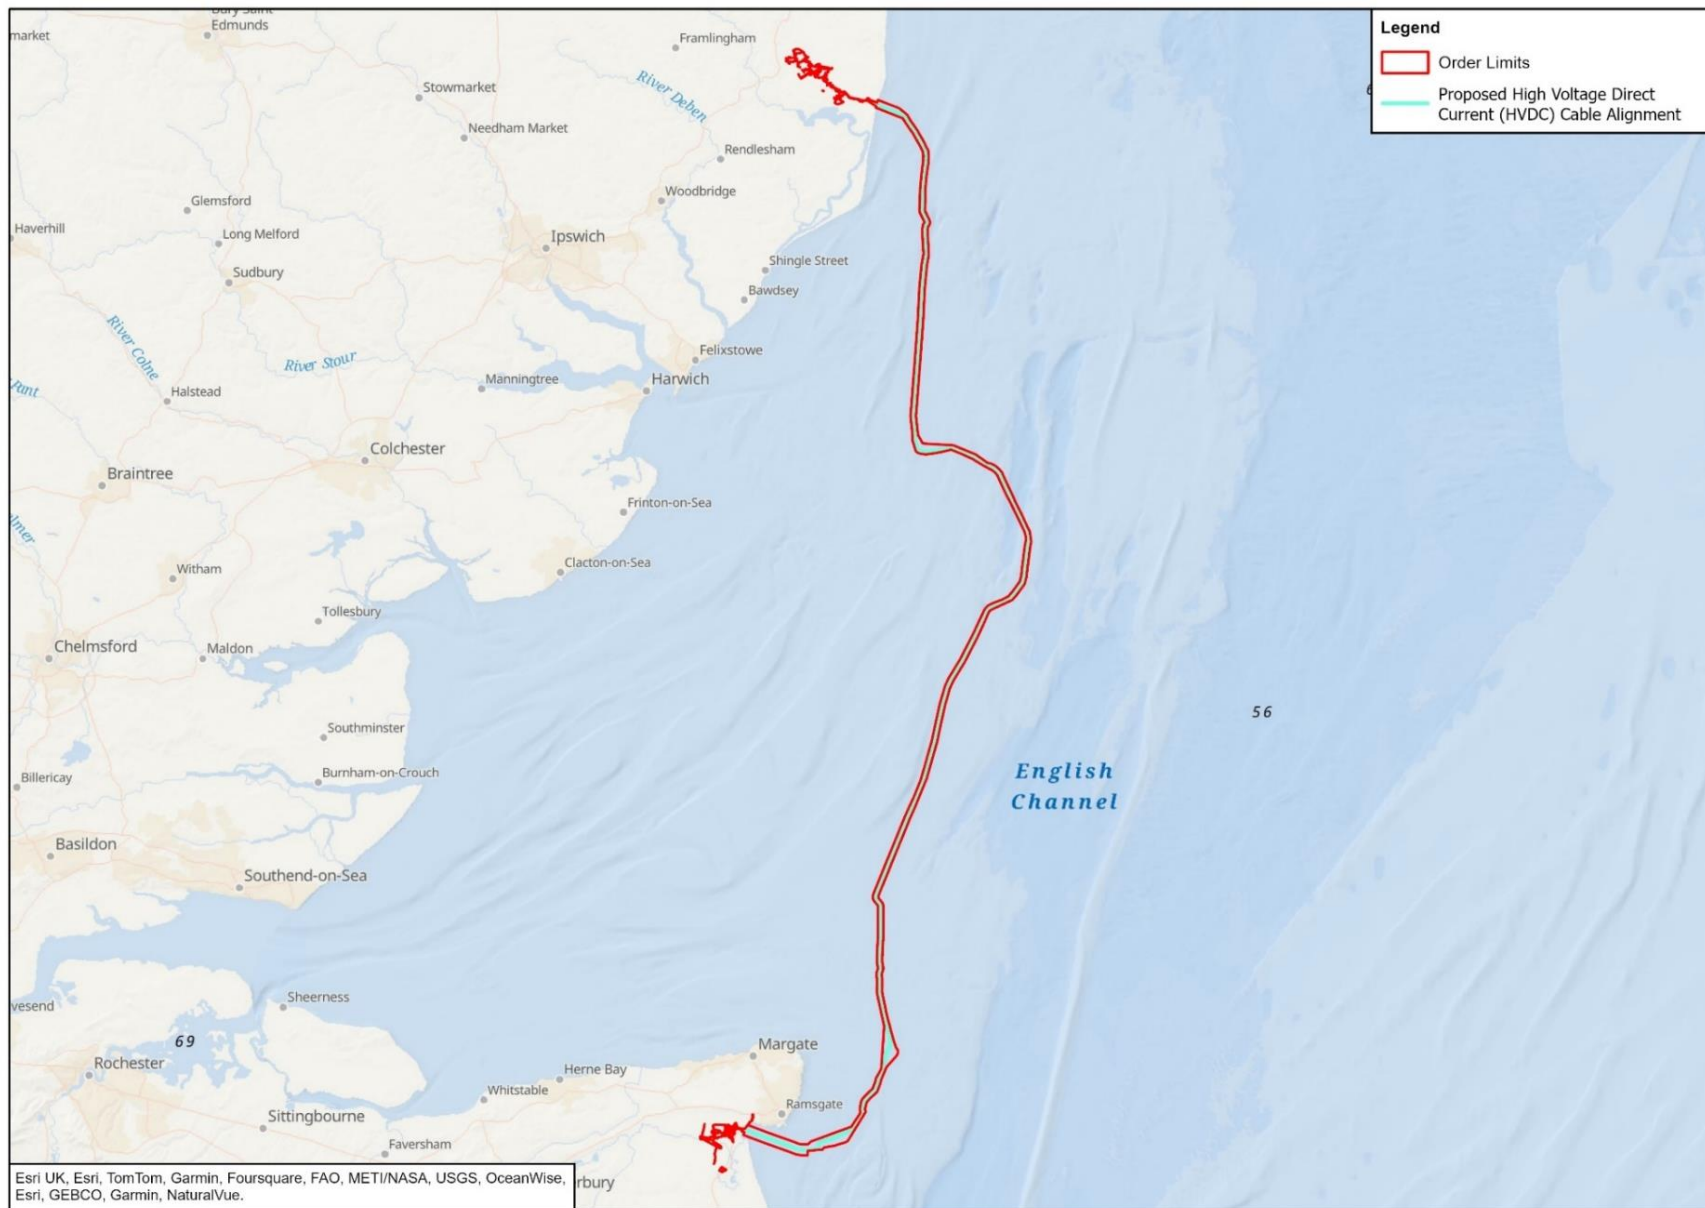 Bury Saint
Edmunds
market
Framlingham
River Deben
Stowmarket
Needham Market
Rendlesham
Woodbridge
Glemsford
Haverhill
Long Melford
Ipswich
Sudbury
Shingle Street
Bawdsey
River Colne
River Stour
Felixstowe
Harwich
Manningtree
Pant
Halstead
Colchester
Braintree
Frinton-on-Sea
lmer
Witham
Clacton-on-Sea
Tollesbury
Chelmsford
Maldon
Southminster
Billericay
Burnham-on-Crouch
Basildon
Southend-on-Sea
English
Channel
56
vesend
Sheerness
69
Rochester
Margate
Herne Bay
Whitstable
Ramsgate
Sittingbourne
Faversham
rbury
Legend
Order Limits
Proposed High Voltage Direct
Current (HVDC) Cable Alignment
Esri UK, Esri, TomTom, Garmin, Foursquare, FAO, METI/NASA, USGS, OceanWise,
Esri, GEBCO, Garmin, NaturalVue.